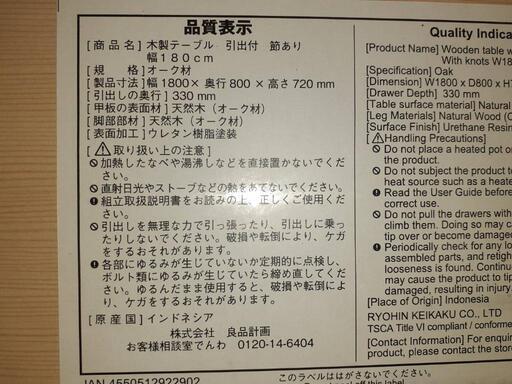 品質表示
[ 商 品 名 ] 木製テーブル 引出付 節あり
幅180cm
[ 規 　 格 ] オーク材
[ 製品寸法 ] 幅1800× 奥行800 × 高さ720mm
[ 引出しの奥行 ] 330mm
[ 甲板の表面材 ] 天然木（オーク材）
[ 脚部部材 ] 天然木（オーク材）
[ 表面加工 ] ウレタン樹脂塗装
[ 取り扱い上の注意 ]
加熱したなべや湯沸しなどを直接置かないでください。
直射日光やストーブなどの熱をあてないでください。
組立取扱説明書をお読みの上、正しくご使用ください。
引出しを無理な力で引っ張ったり、引出しに乗ったりしないでください。破損や転倒により、ケガをするおそれがあります。
各部にゆるみが生じていないか定期的に点検し、ボルト類にゆるみが生じていたら締め直してください。ゆるんだまま使用すると、破損や転倒により、ケガをするおそれがあります。
[ 原 産 国 ] インドネシア
株式会社 良品計画
お客様相談室でんわ 0120-14-6404
JAN 4550512922902
Quality Indica
[Product Name] Wooden table w
With knots W18
[Specification] Oak
[Dimension] W1800 x D800 x H7
[Drawer Depth] 330 mm
[Table surface material] Natural
[Leg Materials] Natural Wood (O
[Surface Finish] Urethane Resin
[Handling Precautions]
Do not place a heated pot or
the product.
Do not subject the product to
heat source such as a heate
Read the User Guide before
correct use.
Do not pull the drawers with
climb them. Doing so may ca
tip over or become damaged
Periodically check for any lo
assembled parts, and retigh
looseness is found. Continue
may cause the product to tip
damaged, resulting in injury.
[Place of Origin] Indonesia
RYOHIN KEIKAKU CO., LTD
TSCA Title VI compliant / conforme
[Contact Information] For enquiri
product, please contact the store
このラベルははがさないでください。